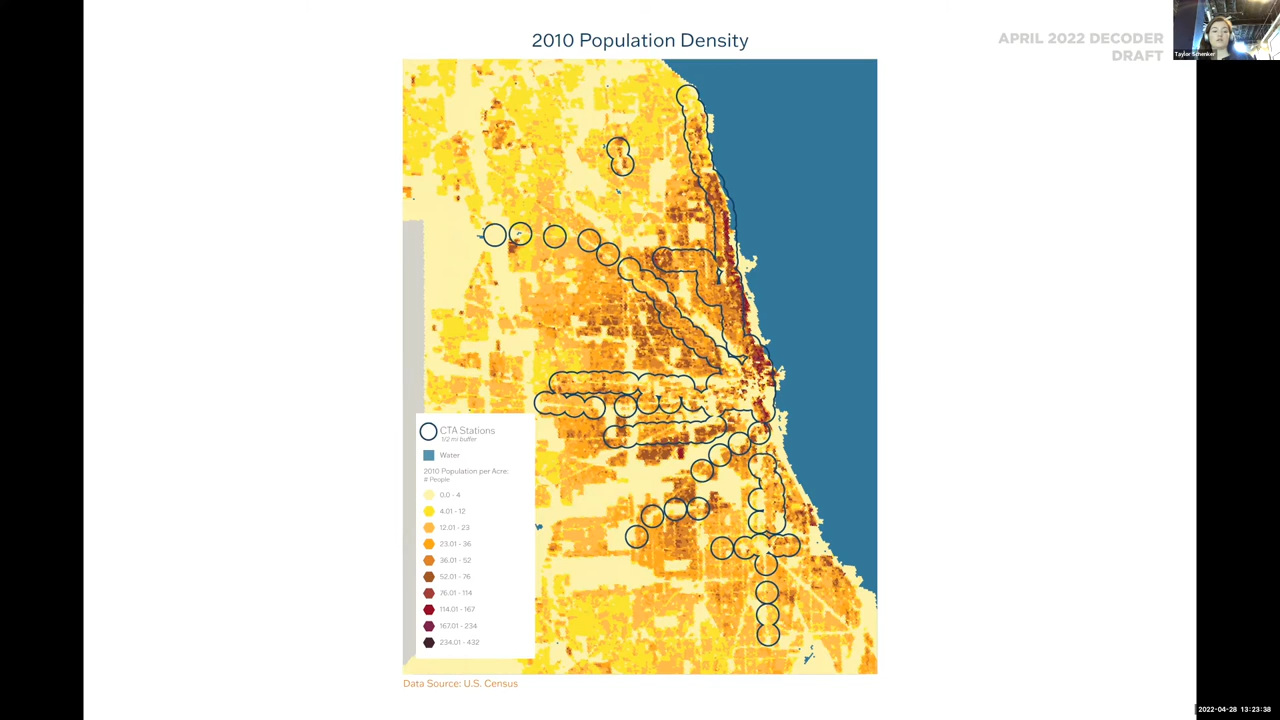 2010 Population Density
APRIL 2022 DECODER
DRAFT
Taylor Schenker
CTA Stations
1/2 mi buffer
Water
2010 Population per Acre:
# People
0.0 - 4
4.01 - 12
12.01 - 23
23.01 - 36
36.01 - 52
52.01 - 76
76.01 - 114
114.01 - 167
167.01 - 234
234.01 - 432
Data Source: U.S. Census
2022-04-28 13:23:38